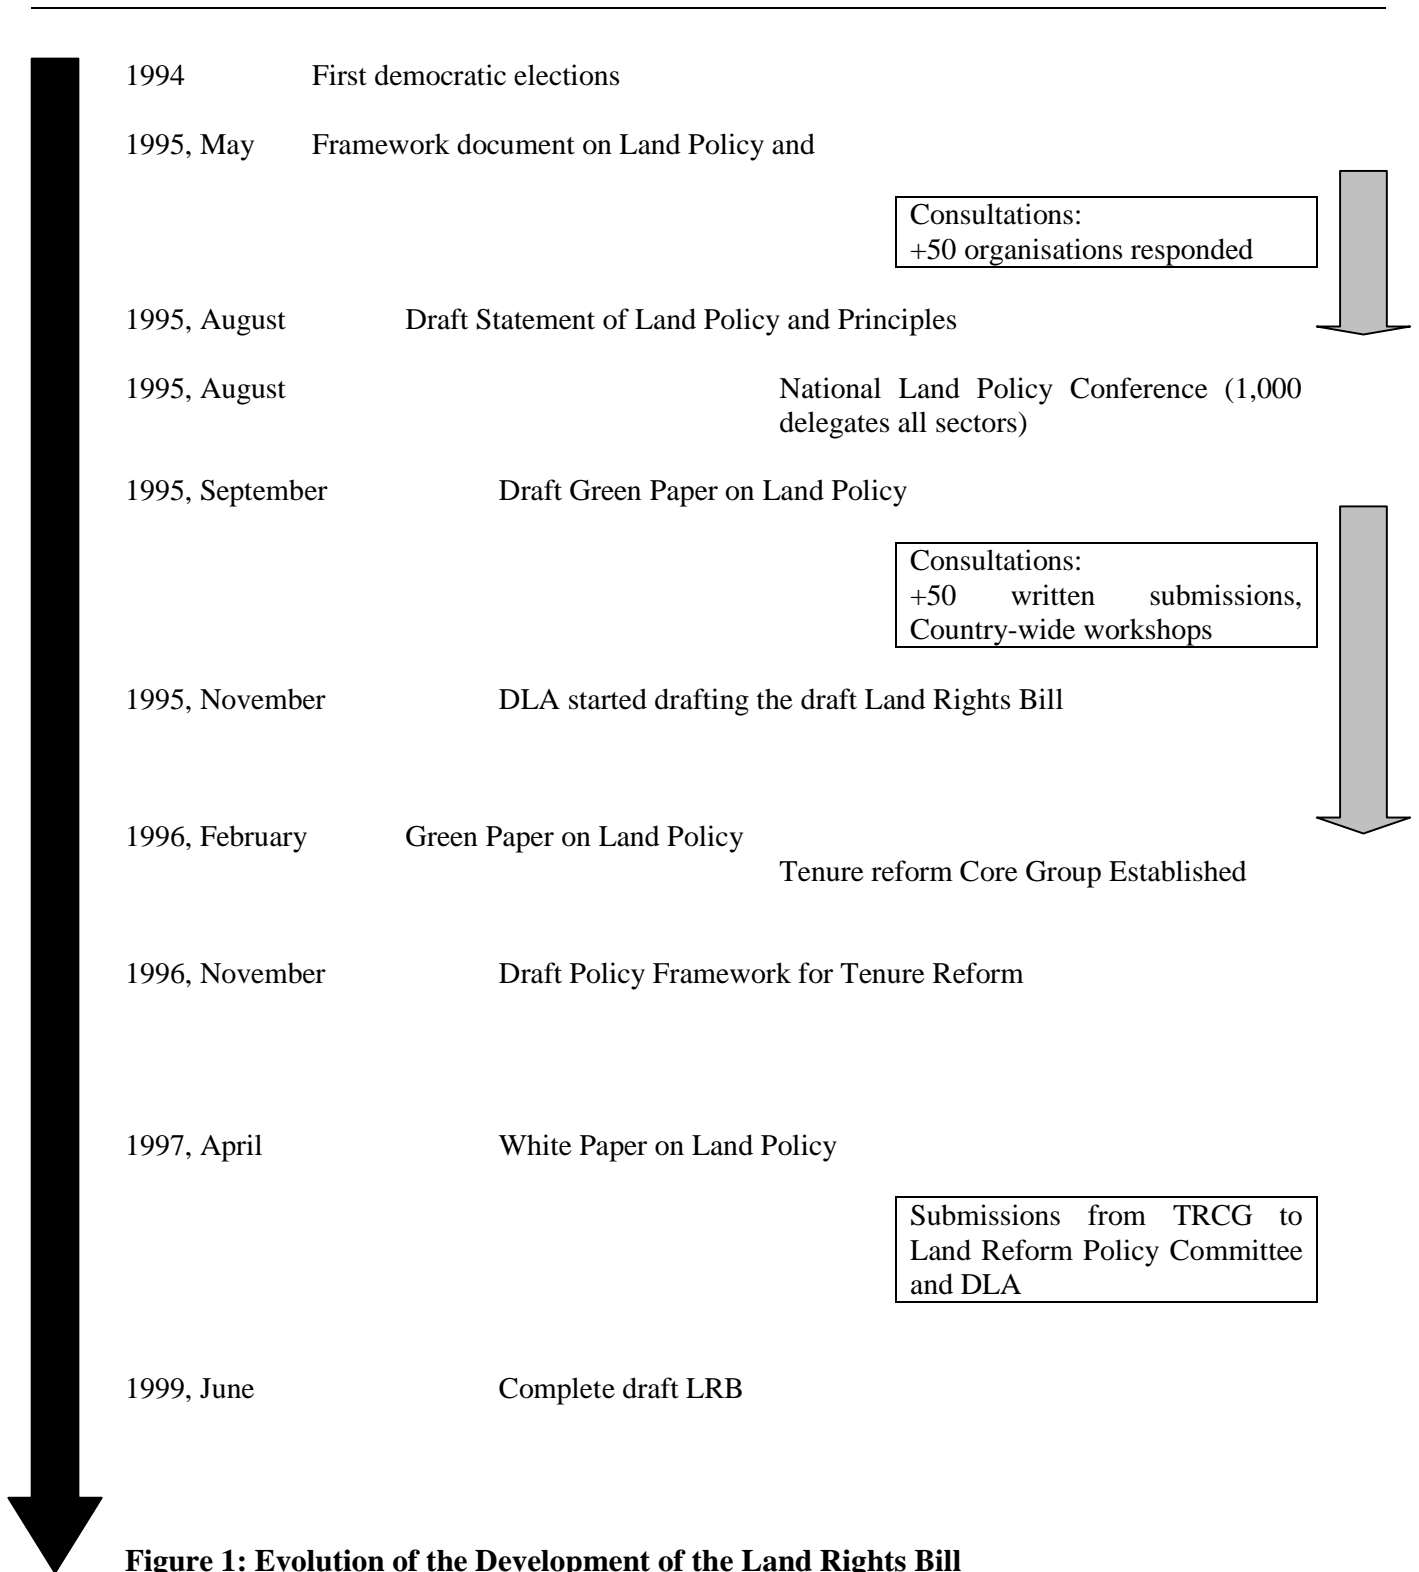 1994 First democratic elections
1995, May Framework document on Land Policy and
Consultations:
+50 organisations responded
1995, August Draft Statement of Land Policy and Principles
1995, August National Land Policy Conference (1,000
delegates all sectors)
1995, September Draft Green Paper on Land Policy
Consultations:
+50 written submissions,
Country-wide workshops
1995, November DLA started drafting the draft Land Rights Bill
1996, February Green Paper on Land Policy
Tenure reform Core Group Established
1996, November Draft Policy Framework for Tenure Reform
1997, April White Paper on Land Policy
Submissions from TRCG to
Land Reform Policy Committee
and DLA
1999, June Complete draft LRB
Figure 1: Evolution of the Development of the Land Rights Bill